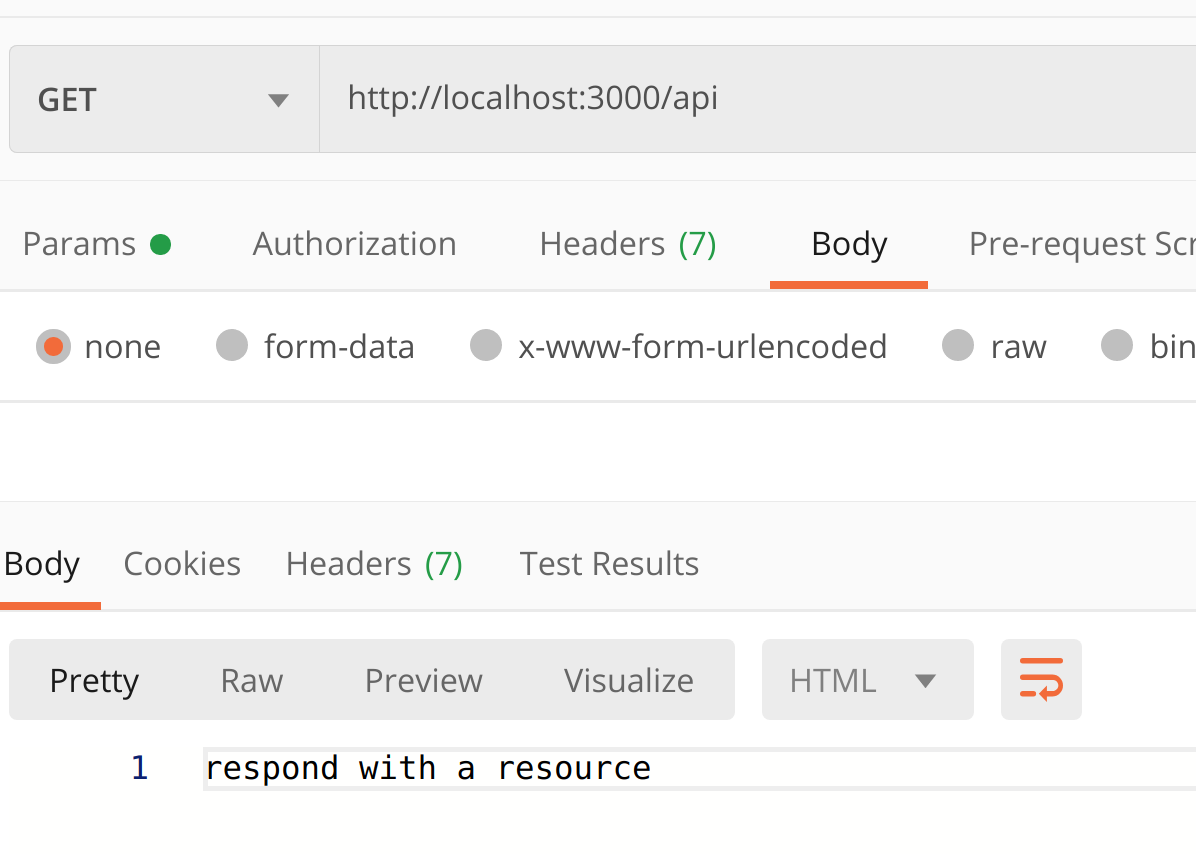 GET http://localhost:3000/api
Params Authorization Headers (7) Body Pre-request Scr
none form-data x-www-form-urlencoded raw bin
Body Cookies Headers (7) Test Results
Pretty Raw Preview Visualize HTML
1 respond with a resource